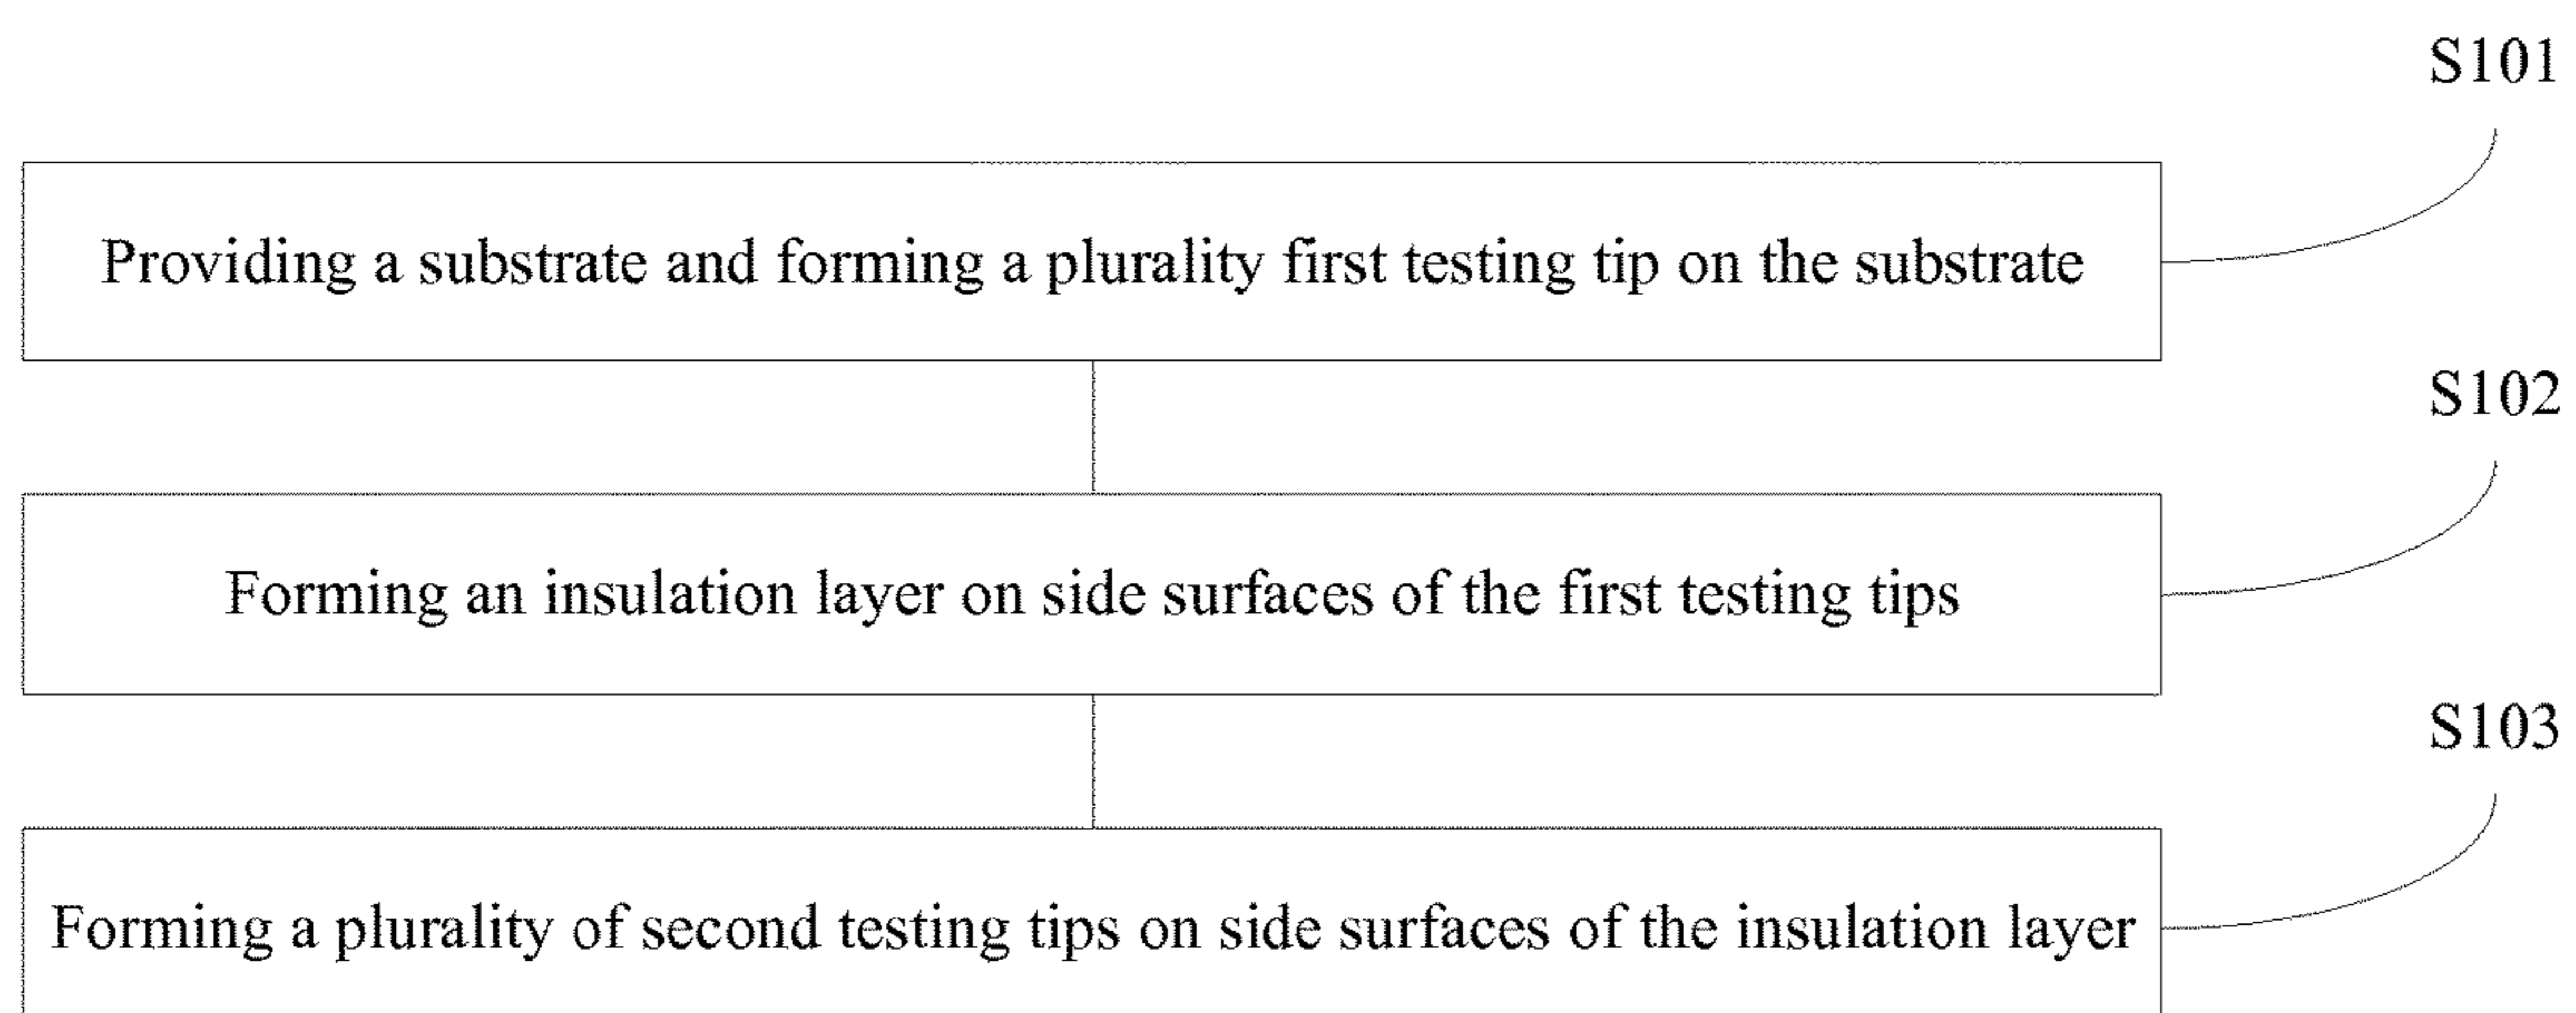 S101
Providing a substrate and forming a plurality first testing tip on the substrate
S102
Forming an insulation layer on side surfaces of the first testing tips
S103
Forming a plurality of second testing tips on side surfaces of the insulation layer